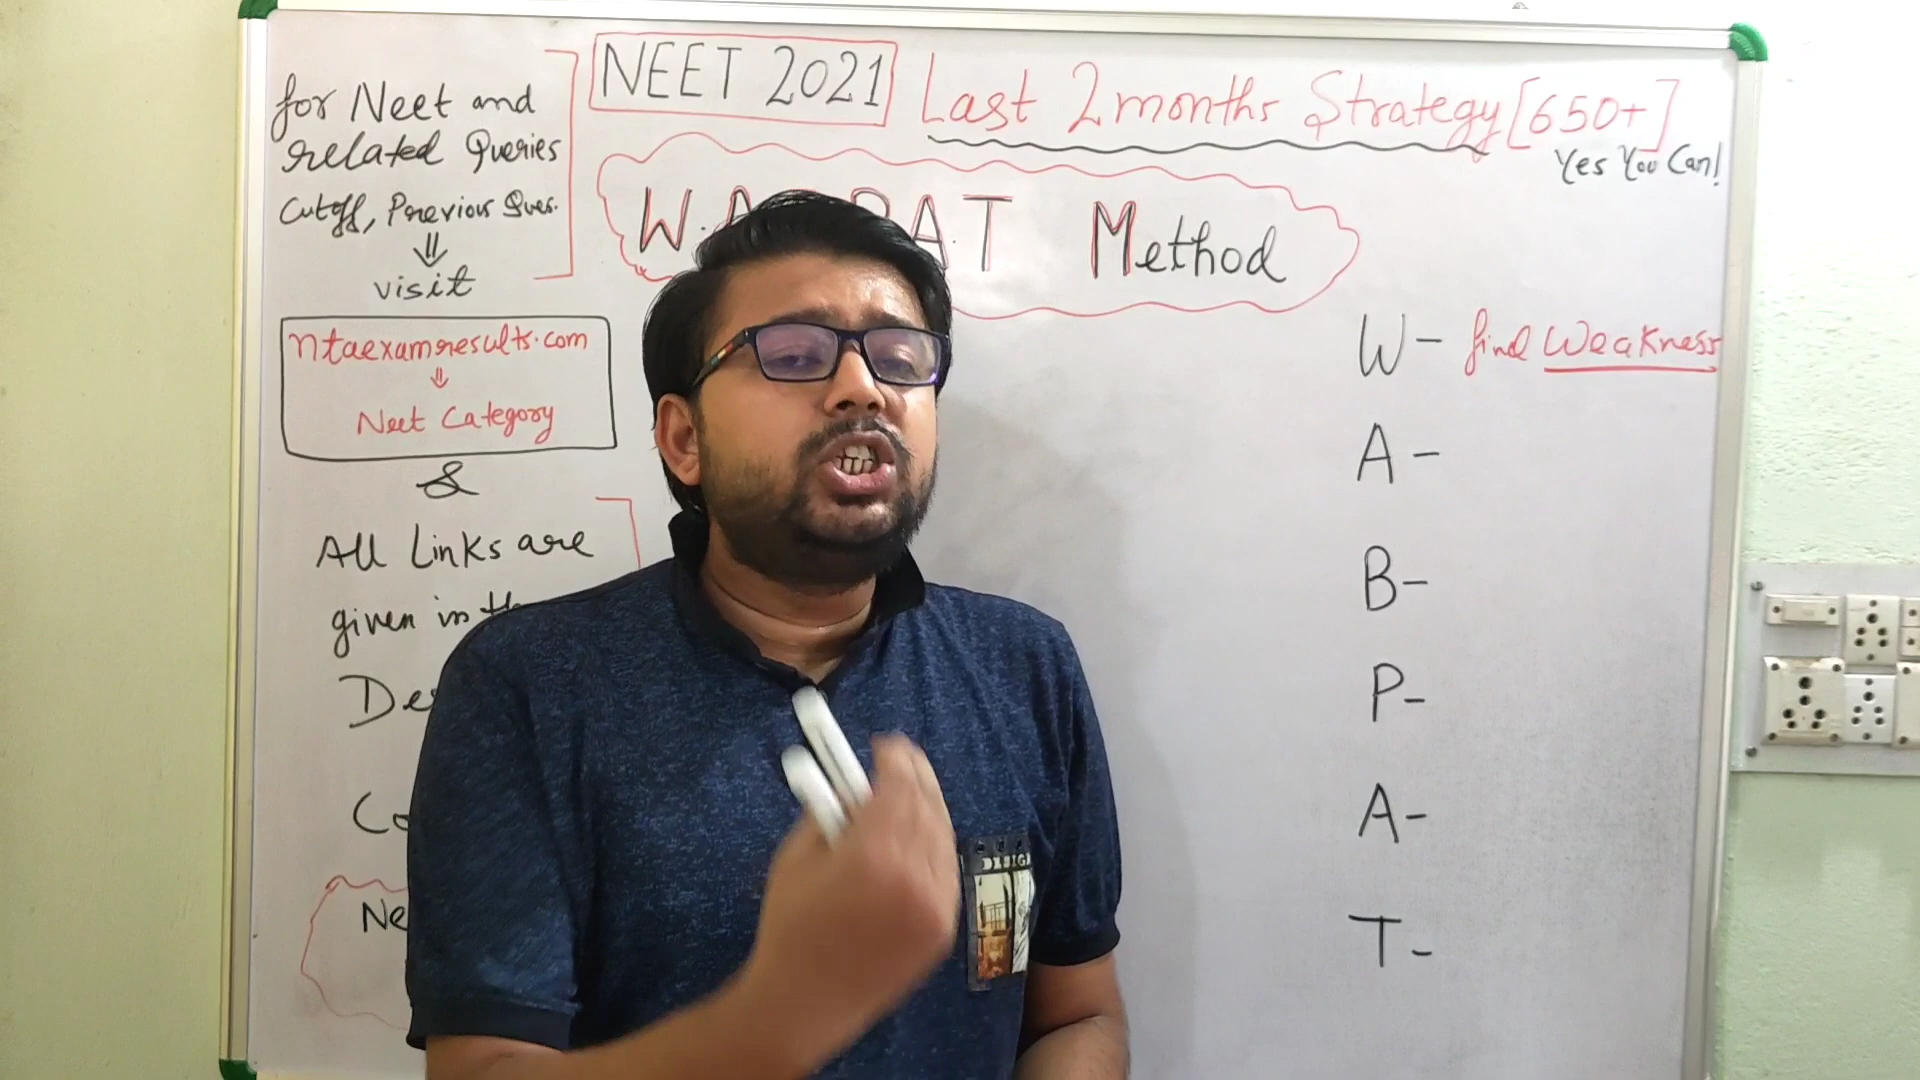 for Neet and
related Queries
Cutoff, Previous Ques.
⇓
visit
ntaexamresults.com
⇓
Neet Category
&
All Links are
given in
NEET 2021
Last 2 months Strategy [650+]
Yes You Can!
Method
W - find Weakness
A -
B -
P -
A -
T -
DESIG